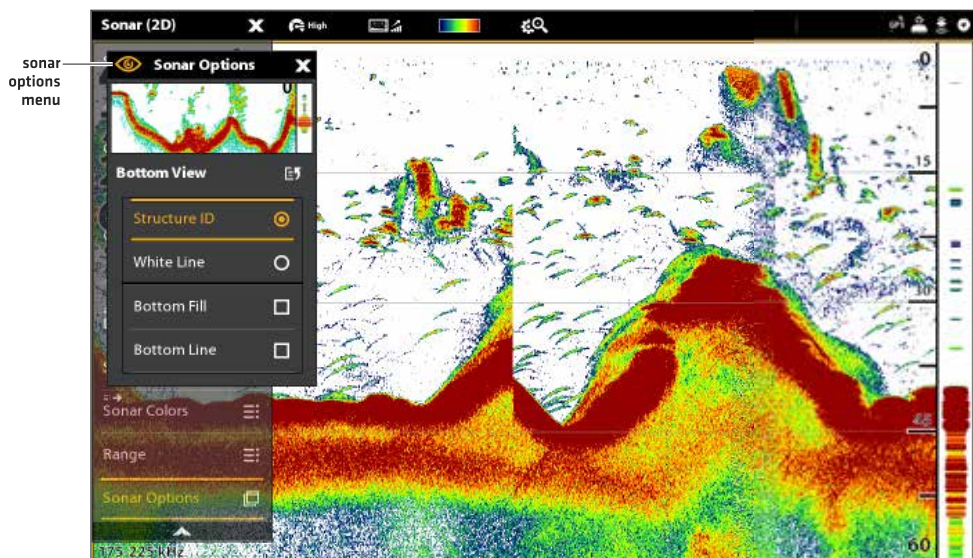 Sonar (2D)
High
sonar
options
menu
Sonar Options
0
0
Bottom View
15
Structure ID
White Line
30
Bottom Fill
Bottom Line
Sonar Colors
45
Range
Sonar Options
175-225 kHz
60